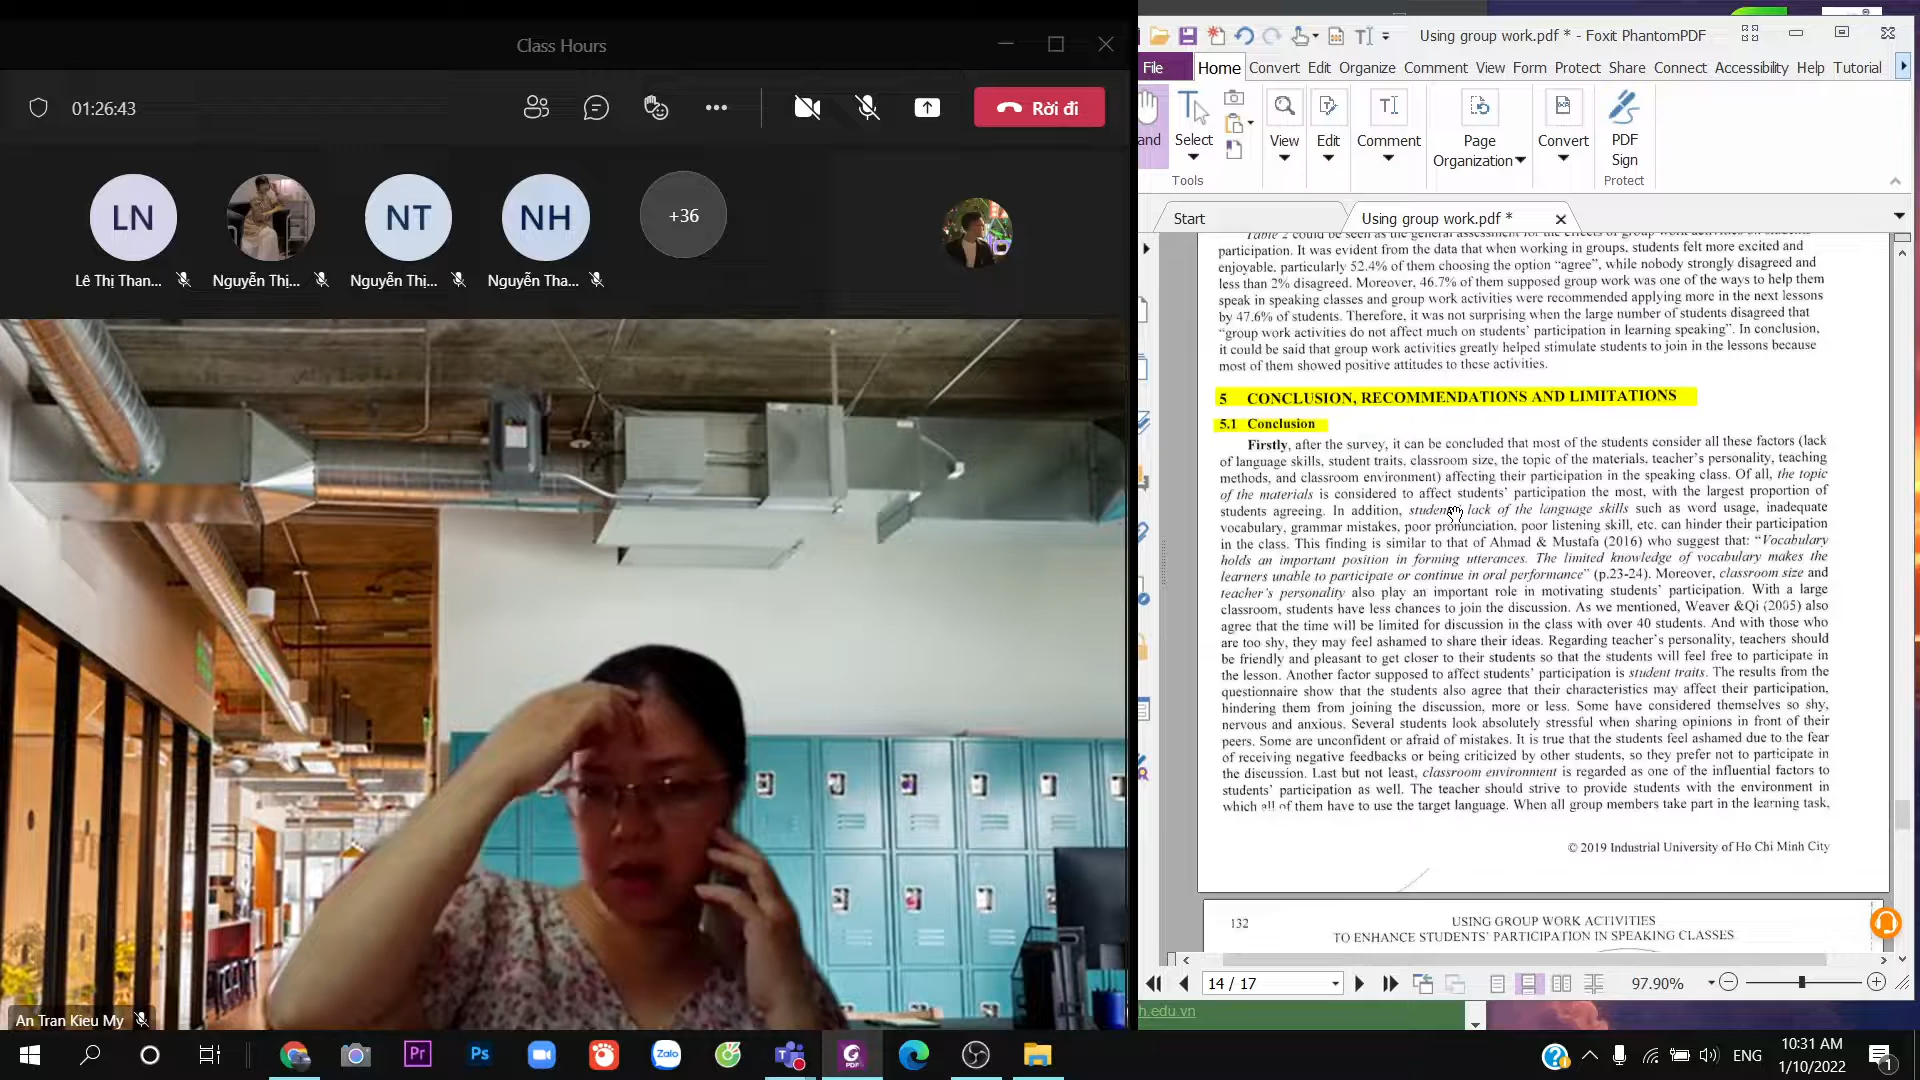 Class Hours
01:26:43
Rời đi
LN
NT
NH
+36
Lê Thị Than...
Nguyễn Thị...
Nguyễn Thị...
Nguyễn Tha...
An Tran Kieu My
Using group work.pdf * - Foxit PhantomPDF
File Home Convert Edit Organize Comment View Form Protect Share Connect Accessibility Help Tutorial
and Select View Edit Comment Page Organization Convert PDF Sign
Tools Protect
Start Using group work.pdf *
Table 2 could be seen as the general assessment for the effects of group work activities on students'
participation. It was evident from the data that when working in groups, students felt more excited and
enjoyable, particularly 52.4% of them choosing the option “agree”, while nobody strongly disagreed and
less than 2% disagreed. Moreover, 46.7% of them supposed group work was one of the ways to help them
speak in speaking classes and group work activities were recommended applying more in the next lessons
by 47.6% of students. Therefore, it was not surprising when the large number of students disagreed that
“group work activities do not affect much on students’ participation in learning speaking”. In conclusion,
it could be said that group work activities greatly helped stimulate students to join in the lessons because
most of them showed positive attitudes to these activities.
5 CONCLUSION, RECOMMENDATIONS AND LIMITATIONS
5.1 Conclusion
Firstly, after the survey, it can be concluded that most of the students consider all these factors (lack
of language skills, student traits, classroom size, the topic of the materials, teacher’s personality, teaching
methods, and classroom environment) affecting their participation in the speaking class. Of all, the topic
of the materials is considered to affect students’ participation the most, with the largest proportion of
students agreeing. In addition, student lack of the language skills such as word usage, inadequate
vocabulary, grammar mistakes, poor pronunciation, poor listening skill, etc. can hinder their participation
in the class. This finding is similar to that of Ahmad & Mustafa (2016) who suggest that: “Vocabulary
holds an important position in forming utterances. The limited knowledge of vocabulary makes the
learners unable to participate or continue in oral performance” (p.23-24). Moreover, classroom size and
teacher’s personality also play an important role in motivating students’ participation. With a large
classroom, students have less chances to join the discussion. As we mentioned, Weaver &Qi (2005) also
agree that the time will be limited for discussion in the class with over 40 students. And with those who
are too shy, they may feel ashamed to share their ideas. Regarding teacher’s personality, teachers should
be friendly and pleasant to get closer to their students so that the students will feel free to participate in
the lesson. Another factor supposed to affect students’ participation is student traits. The results from the
questionnaire show that the students also agree that their characteristics may affect their participation,
hindering them from joining the discussion, more or less. Some have considered themselves so shy,
nervous and anxious. Several students look absolutely stressful when sharing opinions in front of their
peers. Some are unconfident or afraid of mistakes. It is true that the students feel ashamed due to the fear
of receiving negative feedbacks or being criticized by other students, so they prefer not to participate in
the discussion. Last but not least, classroom environment is regarded as one of the influential factors to
students’ participation as well. The teacher should strive to provide students with the environment in
which all of them have to use the target language. When all group members take part in the learning task,
© 2019 Industrial University of Ho Chi Minh City
132 USING GROUP WORK ACTIVITIES
TO ENHANCE STUDENTS’ PARTICIPATION IN SPEAKING CLASSES
14 / 17 97.90%
h.edu.vn
Pr Ps Zalo PDF
ENG 10:31 AM
1/10/2022 1